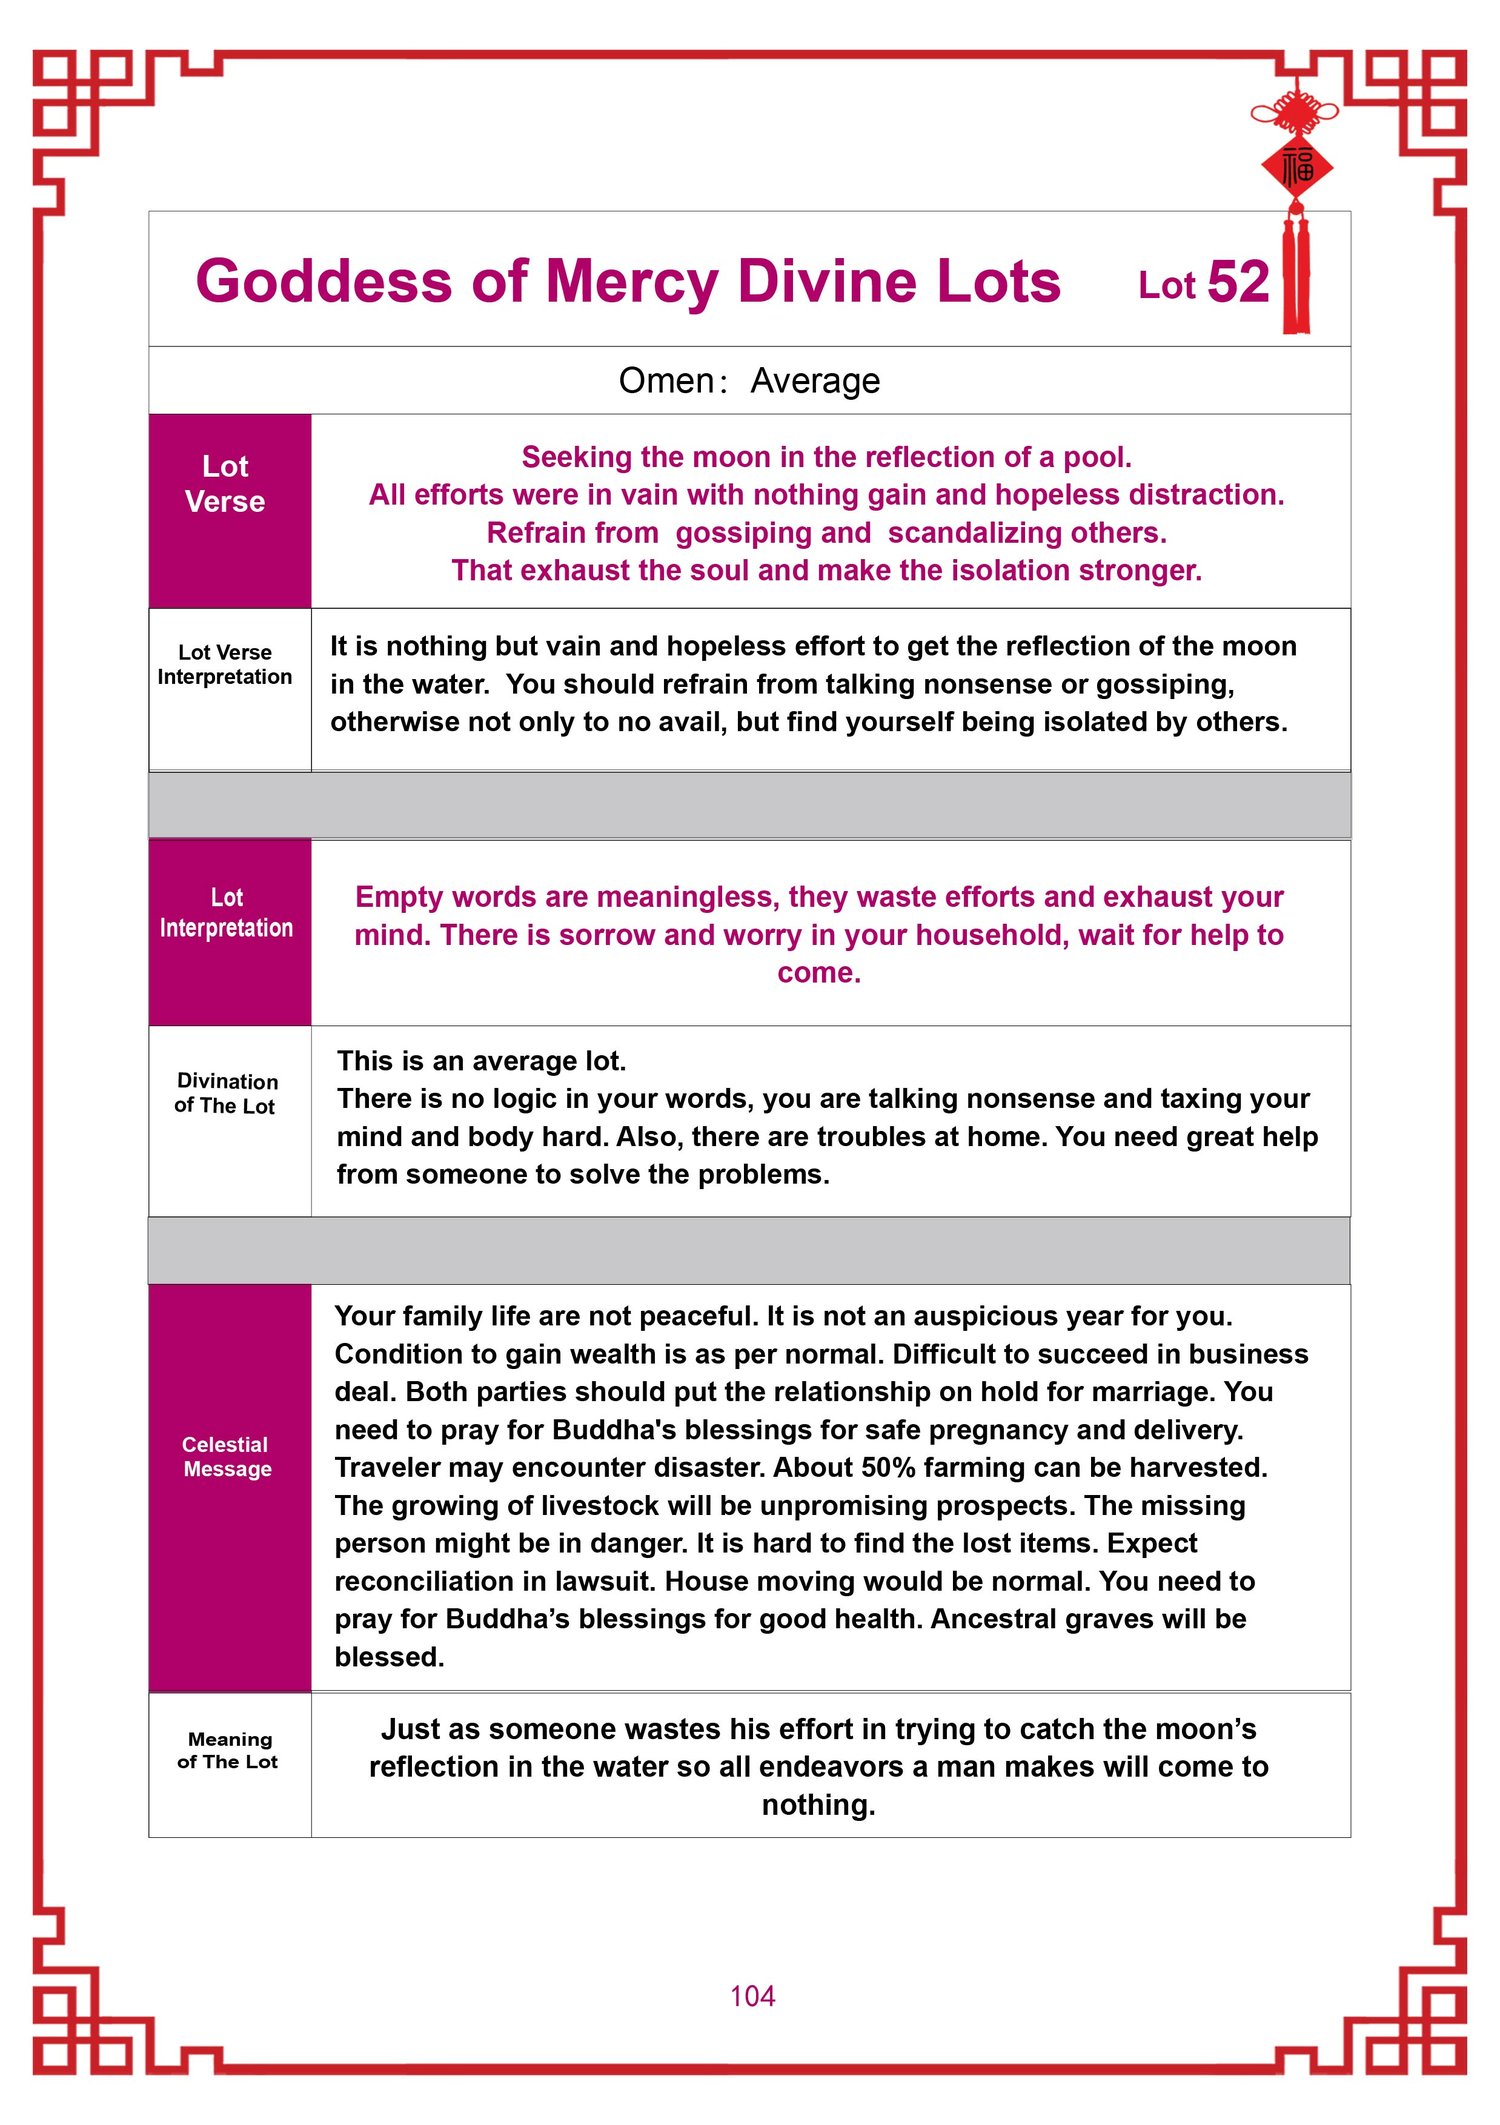 福
Goddess of Mercy Divine Lots Lot 52
Omen： Average
Lot
Verse
Seeking the moon in the reflection of a pool.
All efforts were in vain with nothing gain and hopeless distraction.
Refrain from gossiping and scandalizing others.
That exhaust the soul and make the isolation stronger.
Lot Verse
Interpretation
It is nothing but vain and hopeless effort to get the reflection of the moon
in the water. You should refrain from talking nonsense or gossiping,
otherwise not only to no avail, but find yourself being isolated by others.
Lot
Interpretation
Empty words are meaningless, they waste efforts and exhaust your
mind. There is sorrow and worry in your household, wait for help to
come.
Divination
of The Lot
This is an average lot.
There is no logic in your words, you are talking nonsense and taxing your
mind and body hard. Also, there are troubles at home. You need great help
from someone to solve the problems.
Celestial
Message
Your family life are not peaceful. It is not an auspicious year for you.
Condition to gain wealth is as per normal. Difficult to succeed in business
deal. Both parties should put the relationship on hold for marriage. You
need to pray for Buddha's blessings for safe pregnancy and delivery.
Traveler may encounter disaster. About 50% farming can be harvested.
The growing of livestock will be unpromising prospects. The missing
person might be in danger. It is hard to find the lost items. Expect
reconciliation in lawsuit. House moving would be normal. You need to
pray for Buddha’s blessings for good health. Ancestral graves will be
blessed.
Meaning
of The Lot
Just as someone wastes his effort in trying to catch the moon’s
reflection in the water so all endeavors a man makes will come to
nothing.
104